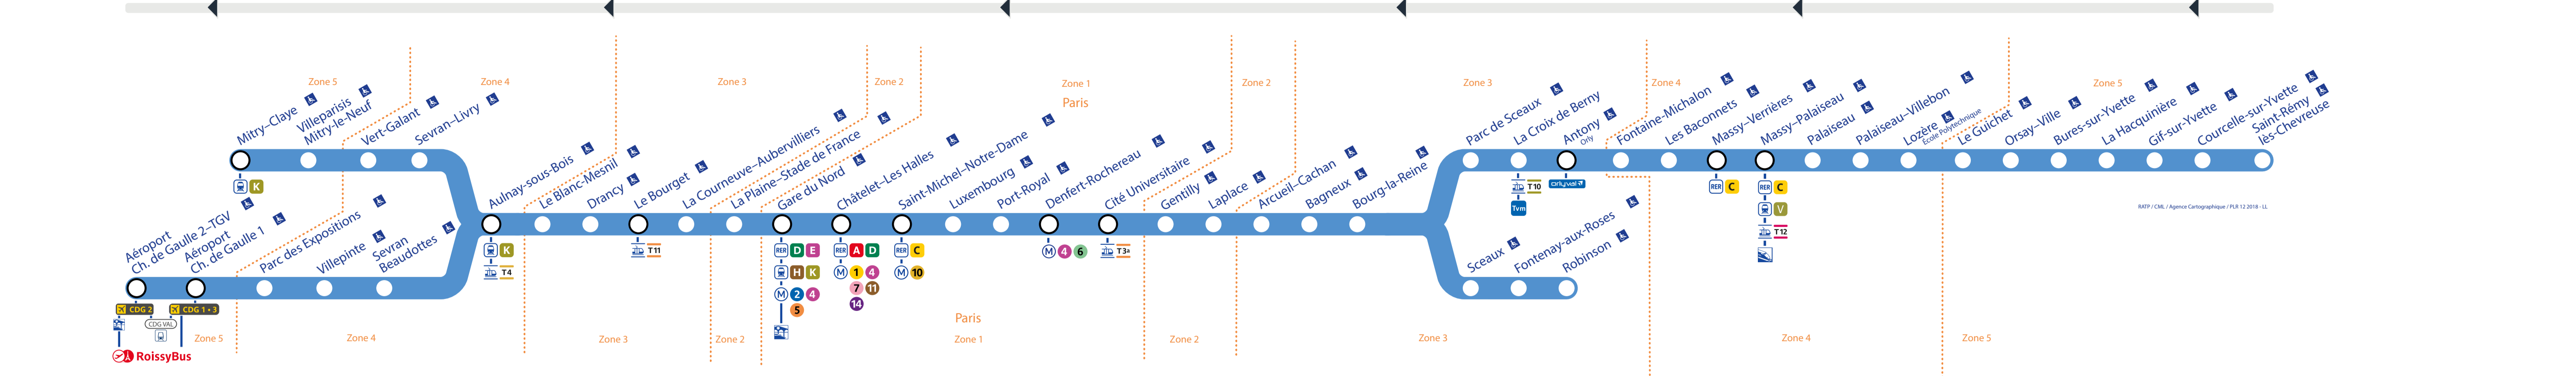 Zone 5
Zone 4
Zone 3
Zone 2
Zone 1
Paris
Zone 2
Zone 3
Zone 4
Zone 5
Mitry–Claye
Villeparisis
Mitry-le-Neuf
Vert-Galant
Sevran–Livry
K
Aéroport
Ch. de Gaulle 2–TGV
Aéroport
Ch. de Gaulle 1
Parc des Expositions
Villepinte
Sevran
Beaudottes
CDG 2
CDG 1 • 3
CDG VAL
RoissyBus
Aulnay-sous-Bois
K
T4
Le Blanc-Mesnil
Drancy
Le Bourget
T11
La Courneuve–Aubervilliers
La Plaine–Stade de France
Gare du Nord
RER D E
H K
M 2 4
5
Châtelet–Les Halles
RER A D
M 1 4
7 11
14
Saint-Michel-Notre-Dame
RER C
M 10
Luxembourg
Port-Royal
Denfert-Rochereau
M 4 6
Cité Universitaire
T3a
Gentilly
Laplace
Arcueil–Cachan
Bagneux
Bourg-la-Reine
Parc de Sceaux
La Croix de Berny
T10
Tvm
Antony
Orly
orlyval
Fontaine-Michalon
Les Baconnets
Massy–Verrières
RER C
Massy–Palaiseau
RER C
V
T12
Palaiseau
Palaiseau–Villebon
Lozère
École Polytechnique
Le Guichet
Orsay–Ville
Bures-sur-Yvette
La Hacquinière
Gif-sur-Yvette
Courcelle-sur-Yvette
Saint-Rémy
lès-Chevreuse
Sceaux
Fontenay-aux-Roses
Robinson
©RATP / CML / Agence Cartographique / PLR 12 2018 - LL
Zone 5
Zone 4
Zone 3
Zone 2
Paris
Zone 1
Zone 2
Zone 3
Zone 4
Zone 5